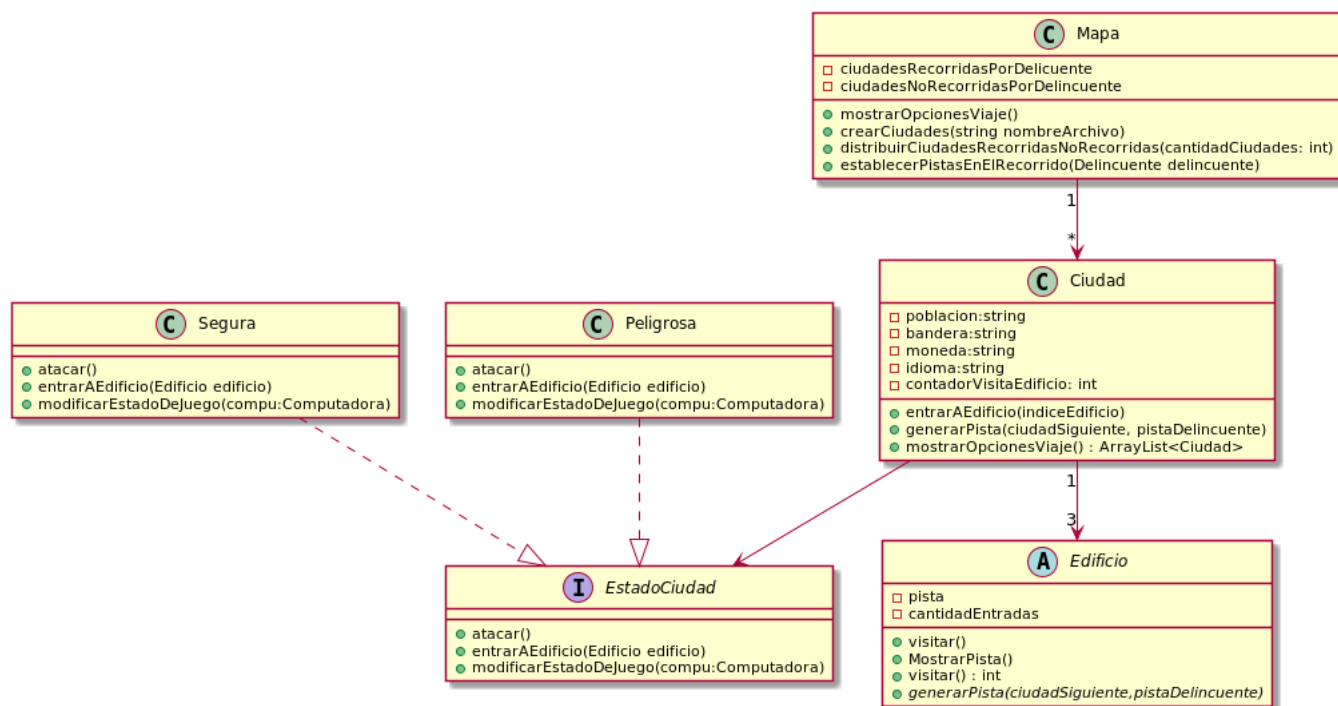 C Mapa
ciudadesRecorridasPorDelicuente
ciudadesNoRecorridasPorDelincuente
mostrarOpcionesViaje()
crearCiudades(string nombreArchivo)
distribuirCiudadesRecorridasNoRecorridas(cantidadCiudades: int)
establecerPistasEnElRecorrido(Delincuente delincuente)
1
*
C Segura
atacar()
entrarAEdificio(Edificio edificio)
modificarEstadoDeJuego(compu:Computadora)
C Peligrosa
atacar()
entrarAEdificio(Edificio edificio)
modificarEstadoDeJuego(compu:Computadora)
C Ciudad
poblacion:string
bandera:string
moneda:string
idioma:string
contadorVisitaEdificio: int
entrarAEdificio(indiceEdificio)
generarPista(ciudadSiguiente, pistaDelincuente)
mostrarOpcionesViaje() : ArrayList<Ciudad>
1
3
I EstadoCiudad
atacar()
entrarAEdificio(Edificio edificio)
modificarEstadoDeJuego(compu:Computadora)
A Edificio
pista
cantidadEntradas
visitar()
MostrarPista()
visitar() : int
generarPista(ciudadSiguiente,pistaDelincuente)